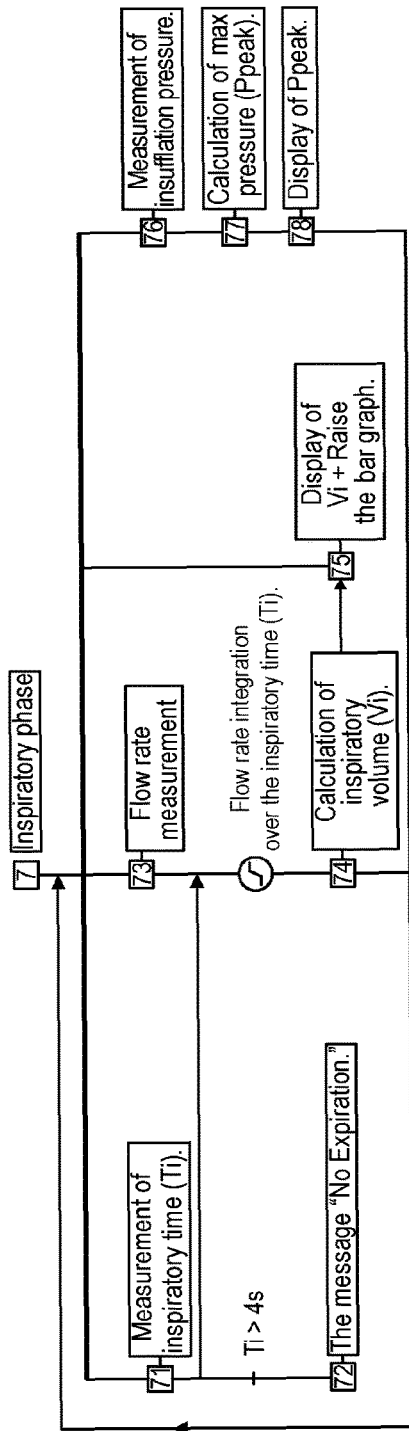 7
Inspiratory phase
71
Measurement of
inspiratory time (Ti).
Ti > 4s
72
The message “No Expiration.”
73
Flow rate
measurement
Flow rate integration
over the inspiratory time (Ti).
74
Calculation of
inspiratory
volume (Vi).
75
Display of
Vi + Raise
the bar graph.
76
Measurement of
insufflation pressure.
77
Calculation of max
pressure (Ppeak).
78
Display of Ppeak.